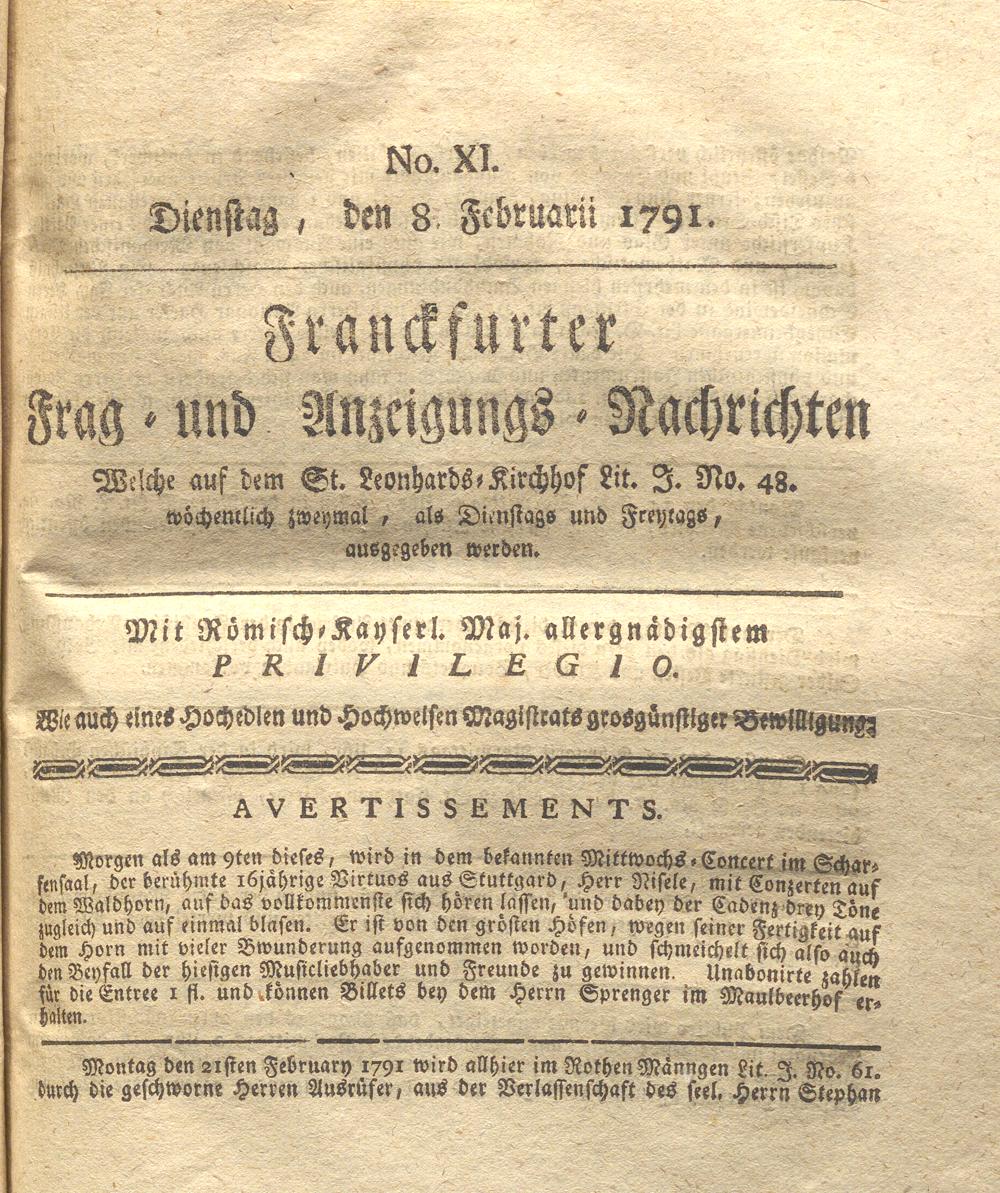 No. XI.
Dienstag, den 8. Februarii 1791.
Franckfurter
Frag- und Anzeigungs-Nachrichten
Welche auf dem St. Leonhards-Kirchhof Lit. J. No. 48.
wöchentlich zweymal, als Dienstags und Freytags,
ausgegeben werden.
Mit Römisch-Kayserl. Maj. allergnädigstem
PRIVILEGIO.
Wie auch eines Hochedlen und Hochweisen Magistrats grosgünstiger Bewilligung.
AVERTISSEMENTS.
Morgen als am 9ten dieses, wird in dem bekannten Mittwochs-Concert im Schar-
fensaal, der berühmte 16jährige Virtuos aus Stuttgard, Herr Nisele, mit Conzerten auf
dem Waldhorn, auf das vollkommenste sich hören lassen, und dabey der Cadenz drey Töne
zugleich und auf einmal blasen. Er ist von den grösten Höfen, wegen seiner Fertigkeit auf
dem Horn mit vieler Bwunderung aufgenommen worden, und schmeichelt sich also auch
den Beyfall der hiesigen Musicliebhaber und Freunde zu gewinnen. Unabonirte zahlen
für die Entree 1 fl. und können Billets bey dem Herrn Sprenger im Maulbeerhof er-
halten.
Montag den 21sten February 1791 wird allhier im Rothen Männgen Lit. J. No. 61.
durch die geschworne Herren Ausrüfer, aus der Verlassenschaft des seel. Herrn Stephan